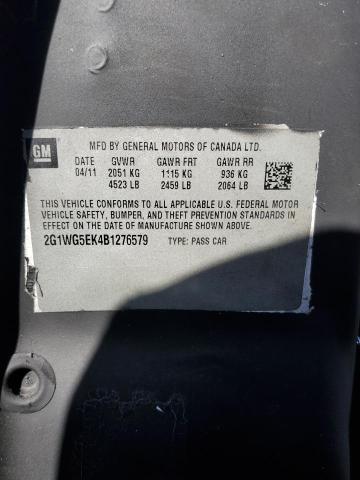 GM
MFD BY GENERAL MOTORS OF CANADA LTD.
DATE GVWR GAWR FRT GAWR RR
04/11 2051 KG 1115 KG 936 KG
4523 LB 2459 LB 2064 LB
THIS VEHICLE CONFORMS TO ALL APPLICABLE U.S. FEDERAL MOTOR
VEHICLE SAFETY, BUMPER, AND THEFT PREVENTION STANDARDS IN
EFFECT ON THE DATE OF MANUFACTURE SHOWN ABOVE.
2G1WG5EK4B1276579 TYPE: PASS CAR